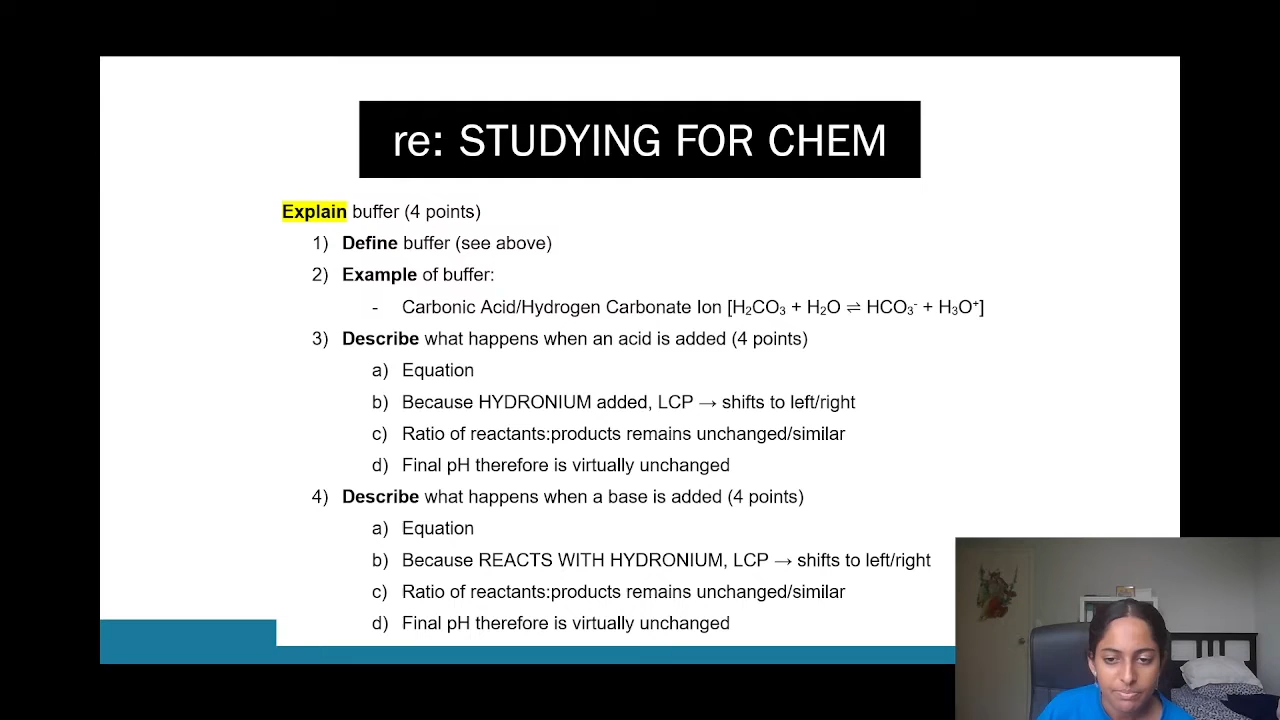 re: STUDYING FOR CHEM
Explain buffer (4 points)
1) Define buffer (see above)
2) Example of buffer:
- Carbonic Acid/Hydrogen Carbonate Ion [H₂CO₃ + H₂O ⇌ HCO₃⁻ + H₃O⁺]
3) Describe what happens when an acid is added (4 points)
a) Equation
b) Because HYDRONIUM added, LCP → shifts to left/right
c) Ratio of reactants:products remains unchanged/similar
d) Final pH therefore is virtually unchanged
4) Describe what happens when a base is added (4 points)
a) Equation
b) Because REACTS WITH HYDRONIUM, LCP → shifts to left/right
c) Ratio of reactants:products remains unchanged/similar
d) Final pH therefore is virtually unchanged